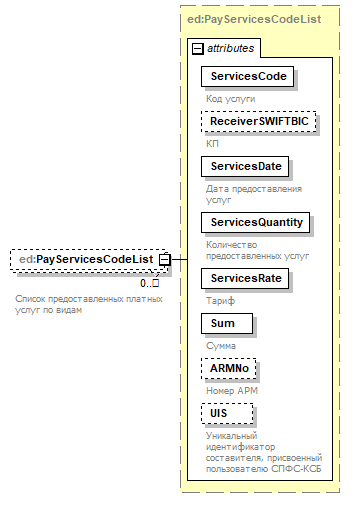 ed:PayServicesCodeList
attributes
ServicesCode
Код услуги
ReceiverSWIFTBIC
КП
ServicesDate
Дата предоставления
услуг
ServicesQuantity
Количество
предоставленных услуг
ServicesRate
Тариф
Sum
Сумма
ARMNo
Номер АРМ
UIS
Уникальный
идентификатор
составителя, присвоенный
пользователю СПФС-КСБ
ed:PayServicesCodeList
0..
Список предоставленных платных
услуг по видам